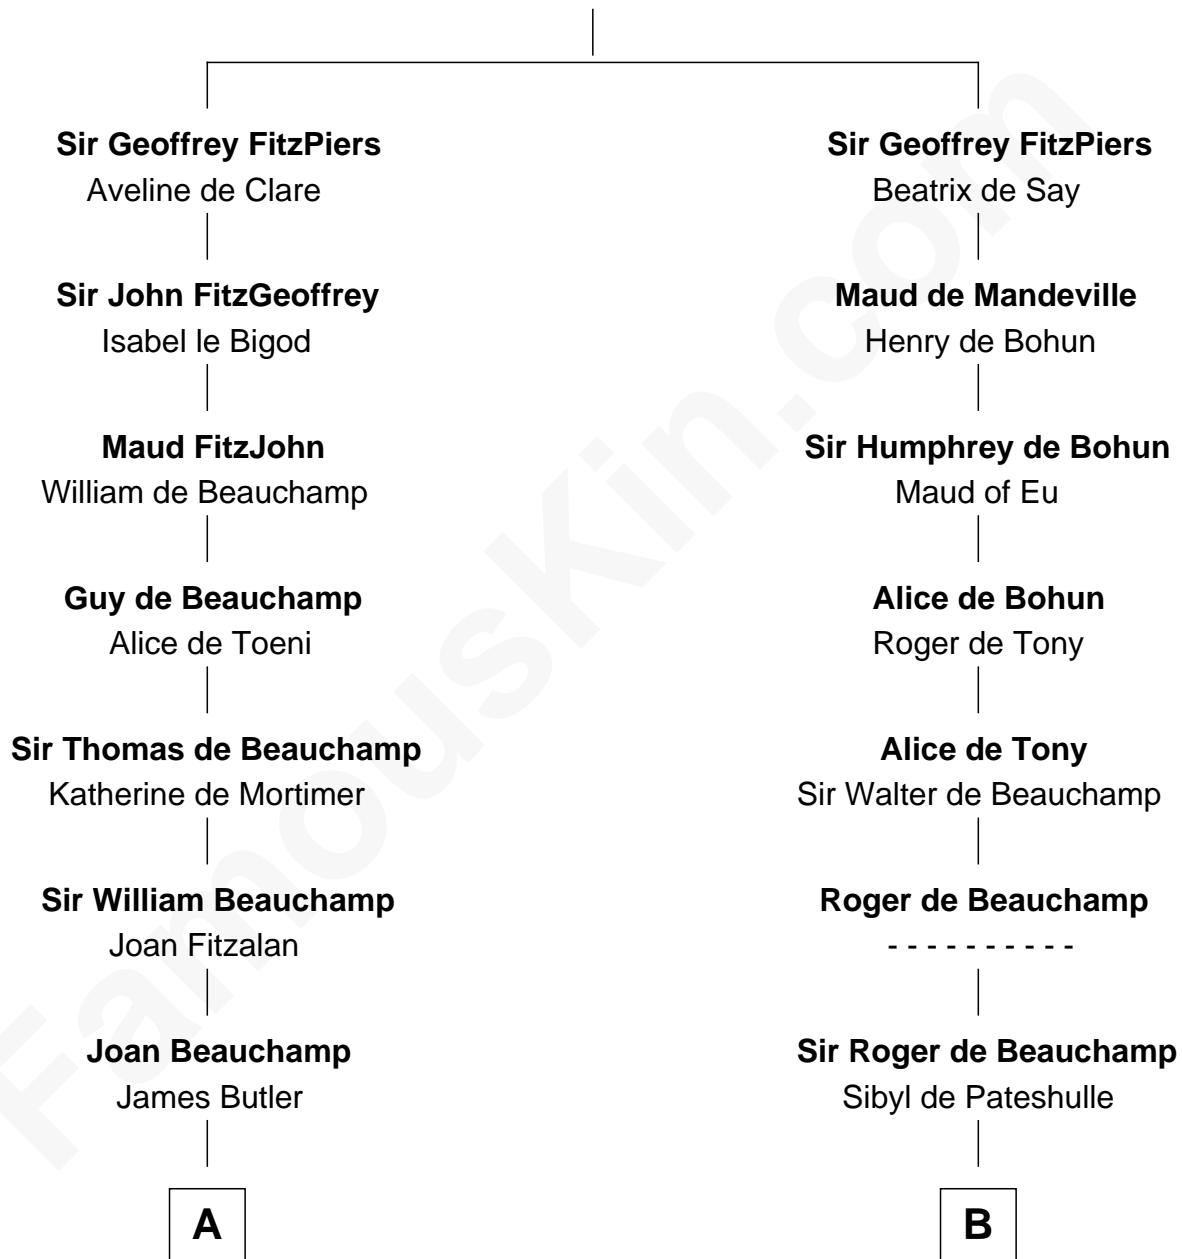 Sir Geoffrey FitzPiers
Aveline de Clare
Sir John FitzGeoffrey
Isabel le Bigod
Maud FitzJohn
William de Beauchamp
Guy de Beauchamp
Alice de Toeni
Sir Thomas de Beauchamp
Katherine de Mortimer
Sir William Beauchamp
Joan Fitzalan
Joan Beauchamp
James Butler
A
Sir Geoffrey FitzPiers
Beatrix de Say
Maud de Mandeville
Henry de Bohun
Sir Humphrey de Bohun
Maud of Eu
Alice de Bohun
Roger de Tony
Alice de Tony
Sir Walter de Beauchamp
Roger de Beauchamp
- - - - - - - - - -
Sir Roger de Beauchamp
Sibyl de Pateshulle
B
FamousKin.com